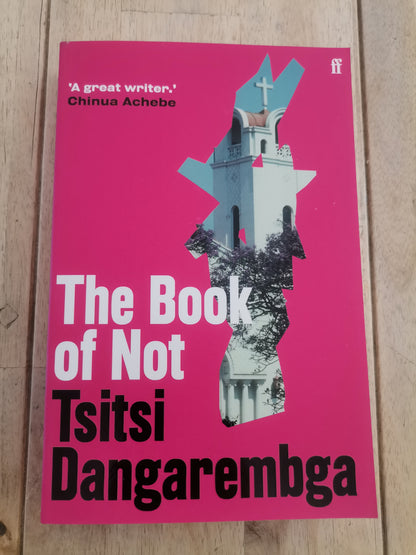 ff
'A great writer.'
Chinua Achebe
The Book
of Not
Tsitsi
Dangarembga